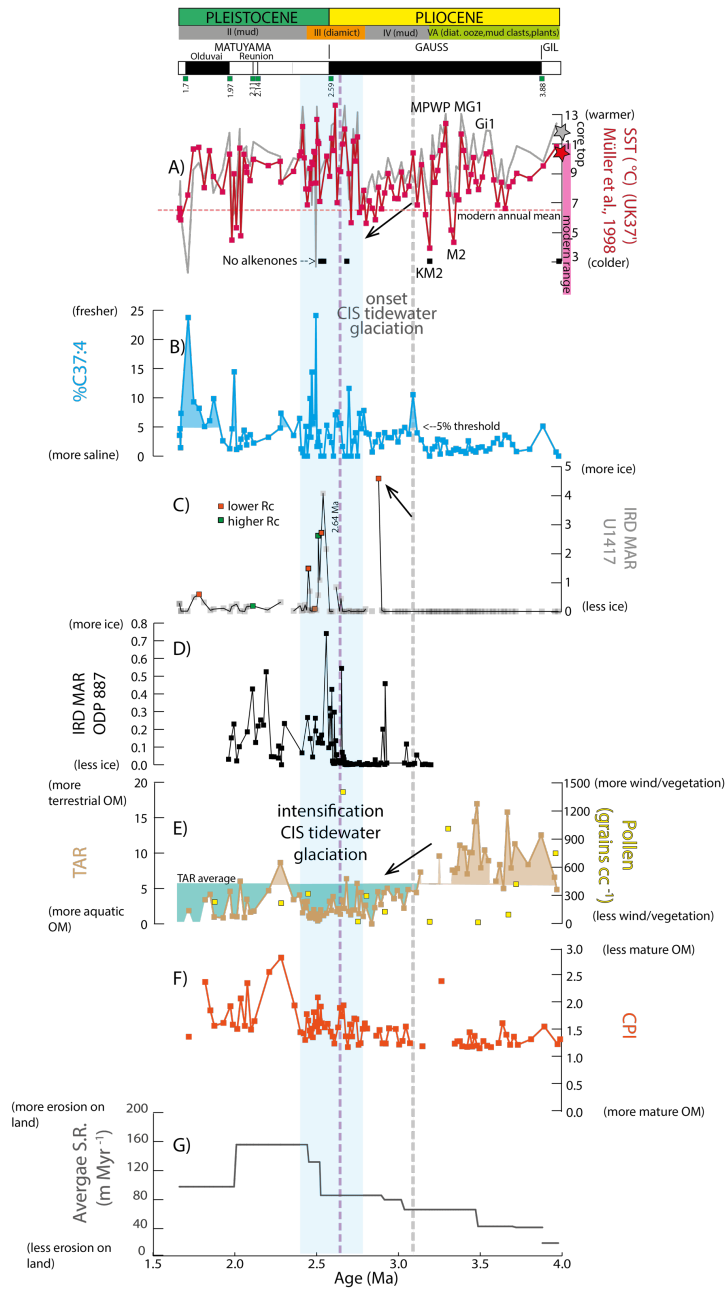 PLEISTOCENE PLIOCENE
II (mud) III (diamict) IV (mud) VA (diat. ooze,mud clasts,plants)
MATUYAMA GAUSS GIL
Olduvai Reunion
1.7 1.97 2.11 2.14 2.59 3.88
A)
MPWP MG1
Gi1
13 (warmer)
11
9
7
5
3 (colder)
core top
SST ( °C) (UK37')
Müller et al., 1998
modern annual mean
modern range
No alkenones -->
KM2
M2
onset
CIS tidewater
glaciation
B)
(fresher) 25
20
15
10
5
(more saline) 0
%C37:4
<--5% threshold
C)
lower Rc
higher Rc
2.64 Ma
5 (more ice)
4
3
2
1
0 (less ice)
IRD MAR
U1417
D)
(more ice) 0.8
0.7
0.6
0.5
0.4
0.3
0.2
0.1
(less ice) 0.0
IRD MAR
ODP 887
E)
(more
terrestrial OM)
20
15
10
5
0
(more aquatic
OM)
TAR
TAR average
intensification
CIS tidewater
glaciation
1500 (more wind/vegetation)
1200
900
600
300
0 (less wind/vegetation)
Pollen
(grains cc⁻¹)
F)
3.0 (less mature OM)
2.5
2.0
1.5
1.0
0.5
0.0 (more mature OM)
CPI
G)
(more erosion on
land)
200
160
120
80
40
0
(less erosion on
land)
Avergae S.R.
(m Myr ⁻¹)
1.5 2.0 2.5 3.0 3.5 4.0
Age (Ma)